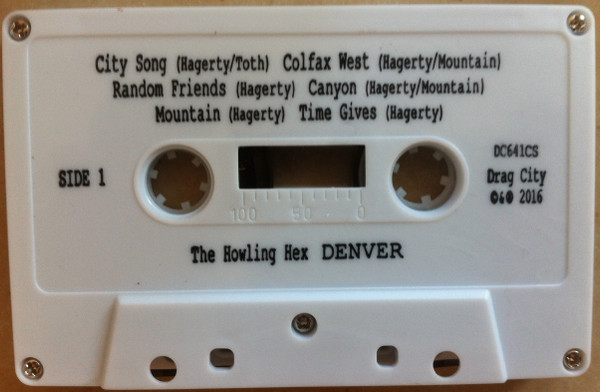 City Song (Hagerty/Toth) Colfax West (Hagerty/Mountain)
Random Friends (Hagerty) Canyon (Hagerty/Mountain)
Mountain (Hagerty) Time Gives (Hagerty)
SIDE 1
DC641CS
Drag City
©℗ 2016
100 50 0
The Howling Hex DENVER